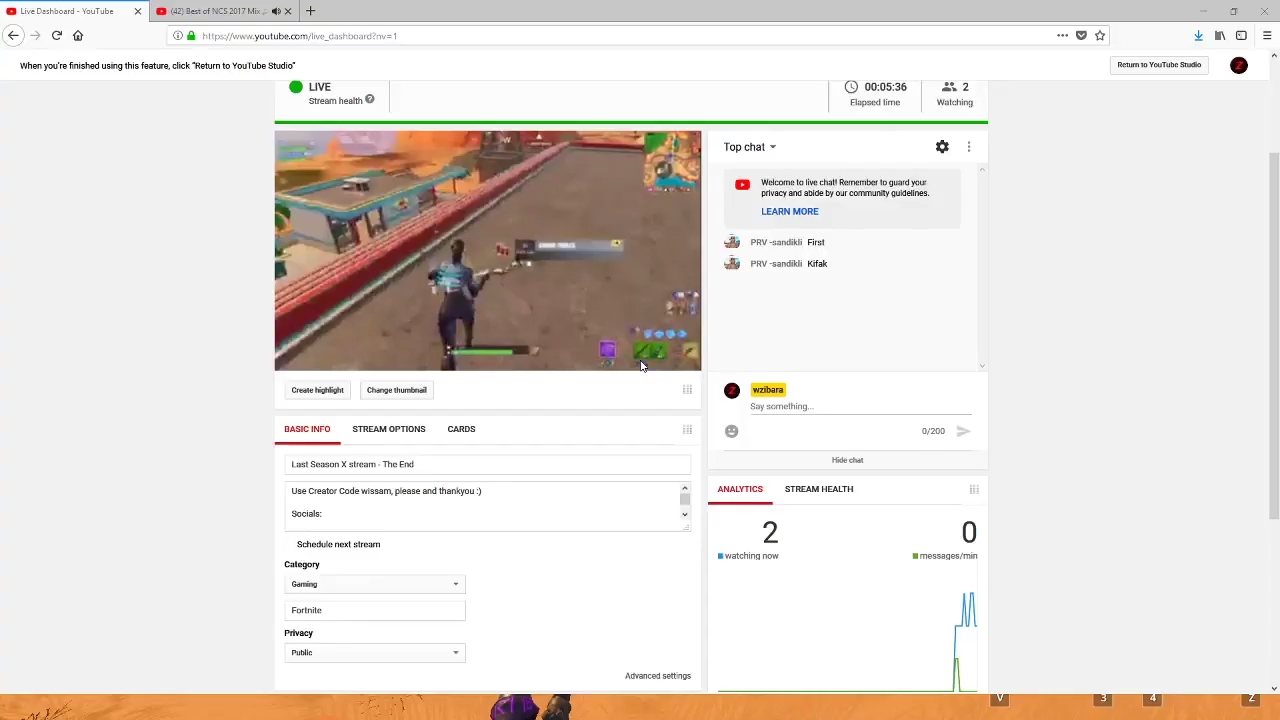 Live Dashboard - YouTube
(42) Best of NCS 2017 Mix
https://www.youtube.com/live_dashboard?nv=1
When you're finished using this feature, click "Return to YouTube Studio"
Return to YouTube Studio
Z
LIVE
Stream health
00:05:36
Elapsed time
2
Watching
Top chat
Welcome to live chat! Remember to guard your
privacy and abide by our community guidelines.
LEARN MORE
PRV -sandikli First
PRV -sandikli Kifak
Create highlight
Change thumbnail
wzibara
Say something...
0/200
Hide chat
BASIC INFO
STREAM OPTIONS
CARDS
Last Season X stream - The End
Use Creator Code wissam, please and thankyou :)
Socials:
Schedule next stream
Category
Gaming
Fortnite
Privacy
Public
Advanced settings
ANALYTICS
STREAM HEALTH
2
watching now
0
messages/min
V
3
4
Z